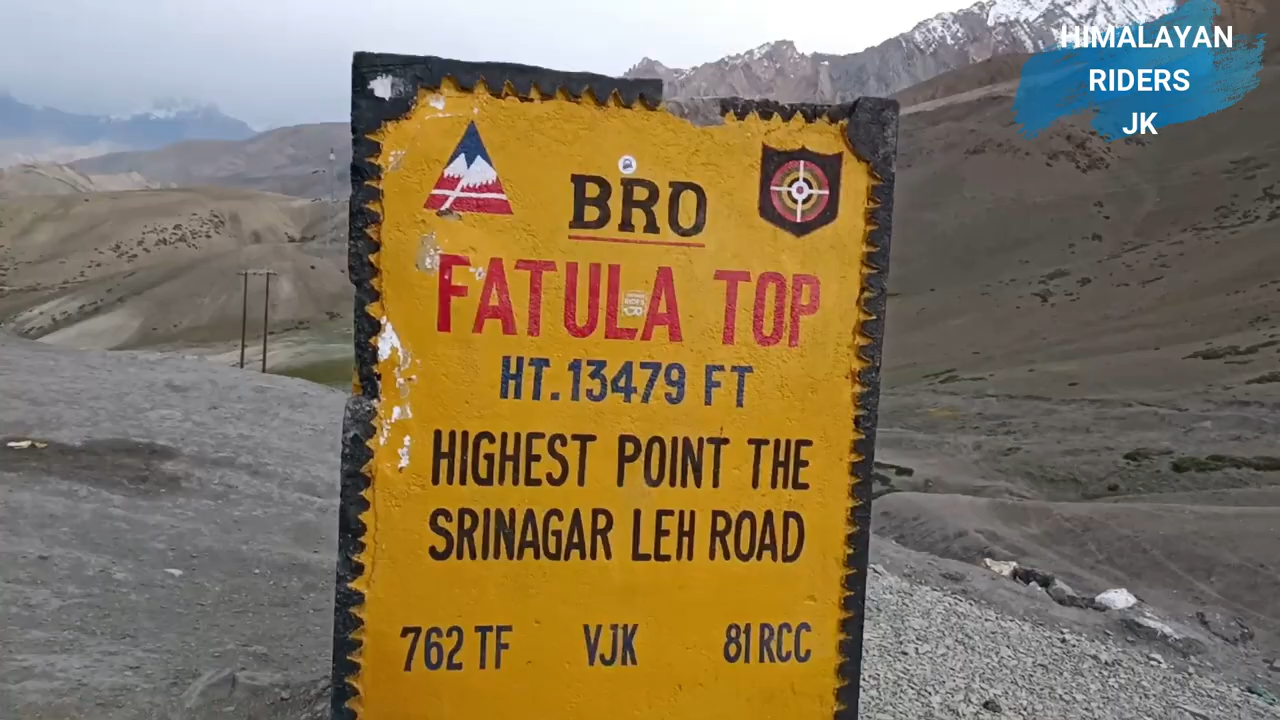 HIMALAYAN
RIDERS
JK
BRO
FATULA TOP
HT.13479 FT
HIGHEST POINT THE
SRINAGAR LEH ROAD
762 TF VJK 81 RCC